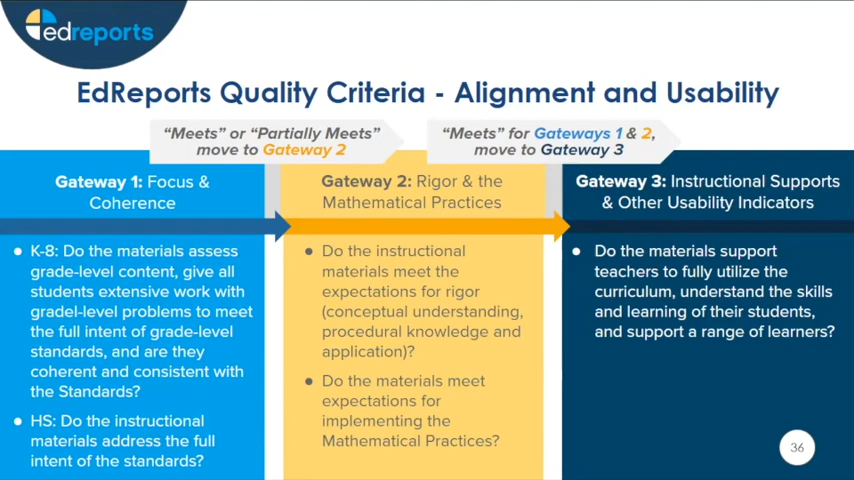 edreports
EdReports Quality Criteria - Alignment and Usability
“Meets” or “Partially Meets”
move to Gateway 2
“Meets” for Gateways 1 & 2,
move to Gateway 3
Gateway 1: Focus &
Coherence
K-8: Do the materials assess
grade-level content, give all
students extensive work with
gradel-level problems to meet
the full intent of grade-level
standards, and are they
coherent and consistent with
the Standards?
HS: Do the instructional
materials address the full
intent of the standards?
Gateway 2: Rigor & the
Mathematical Practices
Do the instructional
materials meet the
expectations for rigor
(conceptual understanding,
procedural knowledge and
application)?
Do the materials meet
expectations for
implementing the
Mathematical Practices?
Gateway 3: Instructional Supports
& Other Usability Indicators
Do the materials support
teachers to fully utilize the
curriculum, understand the skills
and learning of their students,
and support a range of learners?
36